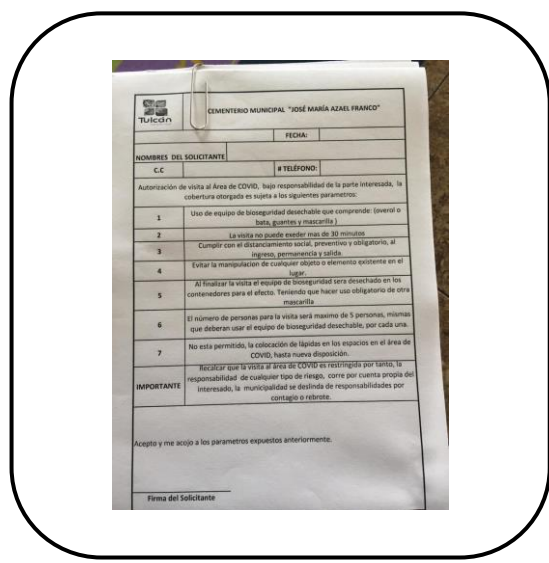 Tulcán
CEMENTERIO MUNICIPAL "JOSÉ MARÍA AZAEL FRANCO"
FECHA:
NOMBRES DEL SOLICITANTE
C.C
# TELÉFONO:
Autorización de visita al Área de COVID, bajo responsabilidad de la parte interesada, la
cobertura otorgada es sujeta a los siguientes parametros:
1
Uso de equipo de bioseguridad desechable que comprende: (overol o
bata, guantes y mascarilla )
2
La visita no puede exeder mas de 30 minutos
3
Cumplir con el distanciamiento social, preventivo y obligatorio, al
ingreso, permanencia y salida.
4
Evitar la manipulacion de cualquier objeto o elemento existente en el
lugar.
5
Al finalizar la visita el equipo de bioseguridad sera desechado en los
contenedores para el efecto. Teniendo que hacer uso obligatorio de otra
mascarilla
6
El número de personas para la visita será maximo de 5 personas, mismas
que deberan usar el equipo de bioseguridad desechable, por cada una.
7
No esta permitido, la colocación de lápidas en los espacios en el área de
COVID, hasta nueva disposición.
IMPORTANTE
Recalcar que la visita al área de COVID es restringida por tanto, la
responsabilidad de cualquier tipo de riesgo, corre por cuenta propia del
interesado, la municipalidad se deslinda de responsabilidades por
contagio o rebrote.
Acepto y me acojo a los parametros expuestos anteriormente.
Firma del Solicitante